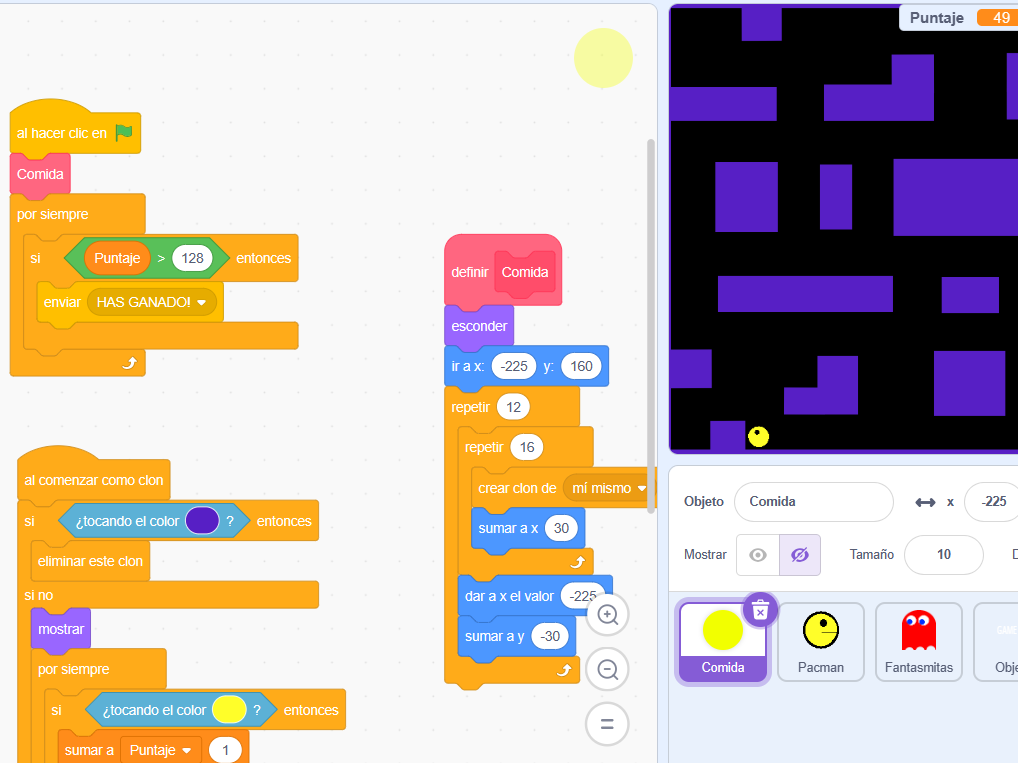 Puntaje 49
al hacer clic en
Comida
por siempre
si Puntaje > 128 entonces
enviar HAS GANADO!
definir Comida
esconder
ir a x: -225 y: 160
repetir 12
repetir 16
crear clon de mí mismo
sumar a x 30
dar a x el valor -225
sumar a y -30
al comenzar como clon
si ¿tocando el color ? entonces
eliminar este clon
si no
mostrar
por siempre
si ¿tocando el color ? entonces
sumar a Puntaje 1
Objeto Comida x -225
Mostrar Tamaño 10
Comida
Pacman
Fantasmitas
Obje